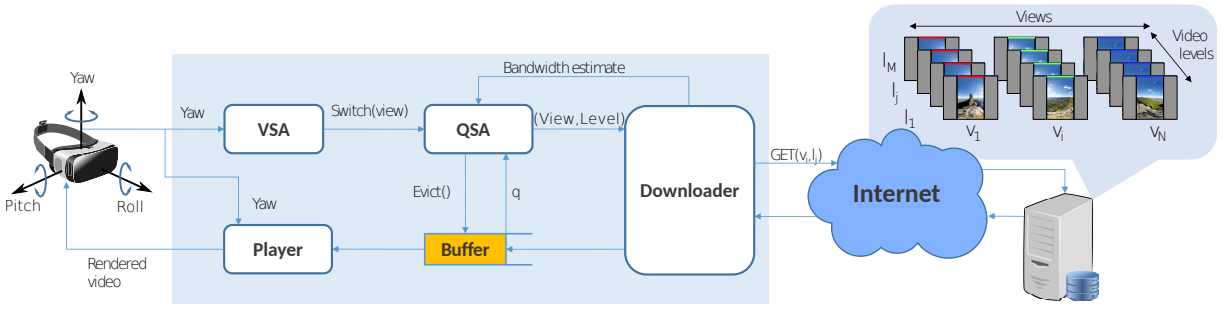 Views
Video
levels
l_M
l_j
l_1
V_1
V_i
V_N
Yaw
Pitch
Roll
Yaw
VSA
Switch(view)
QSA
Bandwidth estimate
(View,Level)
Downloader
GET(v_i,l_j)
Internet
Evict()
q
Yaw
Player
Buffer
Rendered
video